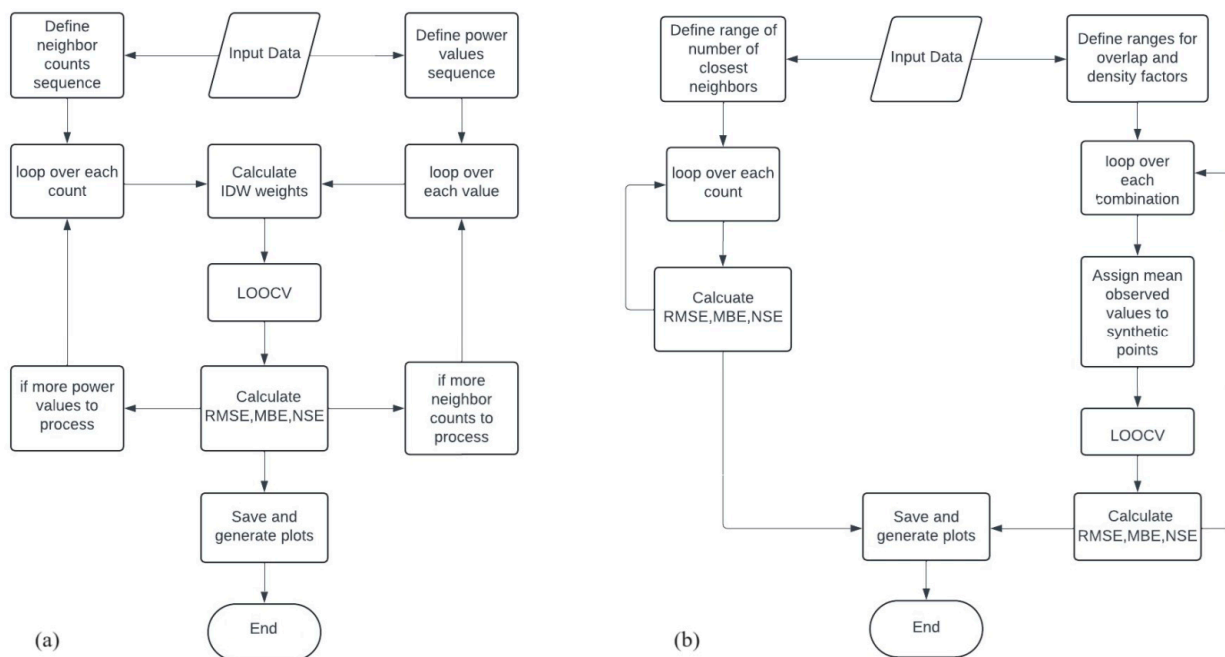 Define
neighbor
counts
sequence
Input Data
Define power
values
sequence
loop over each
count
Calculate
IDW weights
loop over
each value
LOOCV
if more power
values to
process
Calculate
RMSE,MBE,NSE
if more
neighbor
counts to
process
Save and
generate plots
End
(a)
Define range of
number of
closest
neighbors
Input Data
Define ranges for
overlap and
density factors
loop over each
count
loop over
each
combination
Calcuate
RMSE,MBE,NSE
Assign mean
observed
values to
synthetic
points
LOOCV
Save and
generate plots
Calculate
RMSE,MBE,NSE
End
(b)